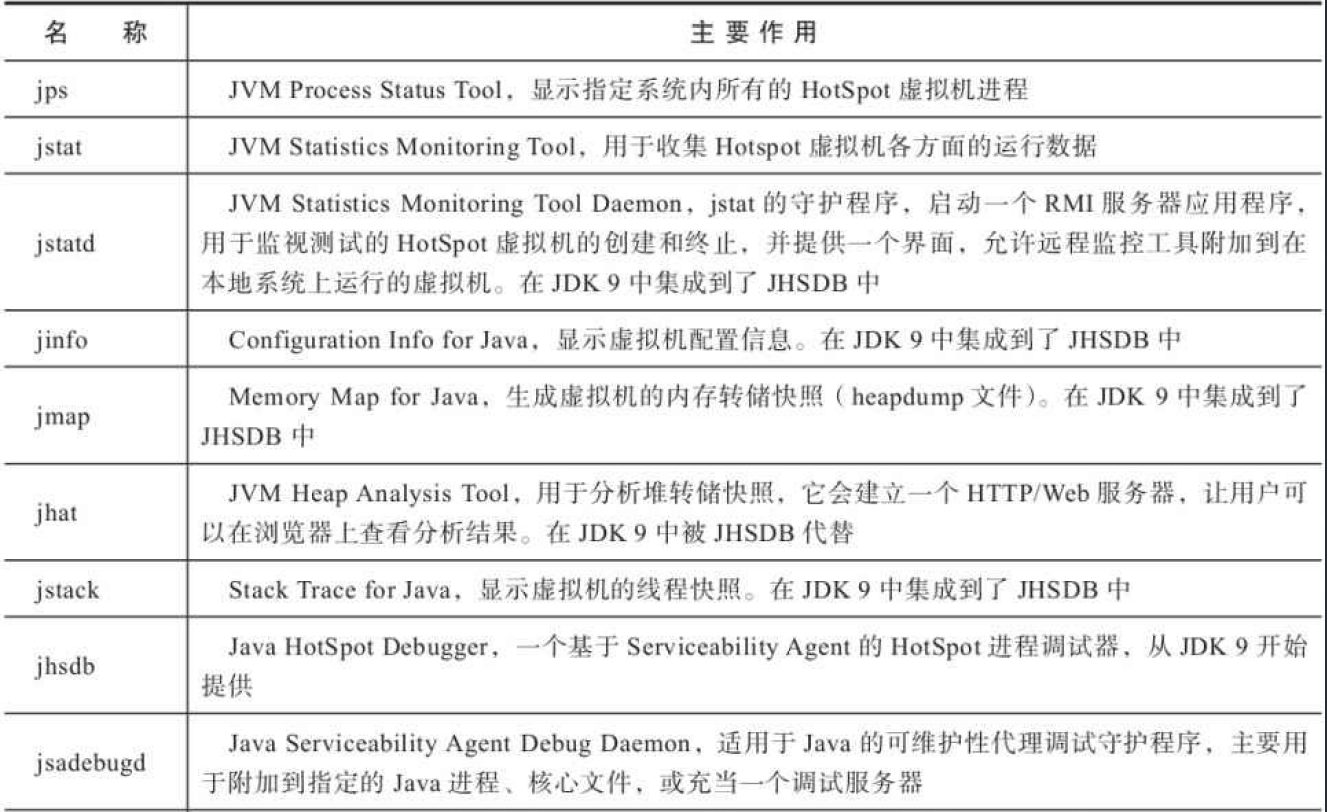 名 称 主 要 作 用
jps JVM Process Status Tool，显示指定系统内所有的 HotSpot 虚拟机进程
jstat JVM Statistics Monitoring Tool，用于收集 Hotspot 虚拟机各方面的运行数据
JVM Statistics Monitoring Tool Daemon，jstat 的守护程序，启动一个 RMI 服务器应用程序，
jstatd 用于监视测试的 HotSpot 虚拟机的创建和终止，并提供一个界面，允许远程监控工具附加到在
本地系统上运行的虚拟机。在 JDK 9 中集成到了 JHSDB 中
jinfo Configuration Info for Java，显示虚拟机配置信息。在 JDK 9 中集成到了 JHSDB 中
jmap Memory Map for Java，生成虚拟机的内存转储快照（heapdump 文件）。在 JDK 9 中集成到了
JHSDB 中
jhat JVM Heap Analysis Tool，用于分析堆转储快照，它会建立一个 HTTP/Web 服务器，让用户可
以在浏览器上查看分析结果。在 JDK 9 中被 JHSDB 代替
jstack Stack Trace for Java，显示虚拟机的线程快照。在 JDK 9 中集成到了 JHSDB 中
jhsdb Java HotSpot Debugger，一个基于 Serviceability Agent 的 HotSpot 进程调试器，从 JDK 9 开始
提供
jsadebugd Java Serviceability Agent Debug Daemon，适用于 Java 的可维护性代理调试守护程序，主要用
于附加到指定的 Java 进程、核心文件，或充当一个调试服务器